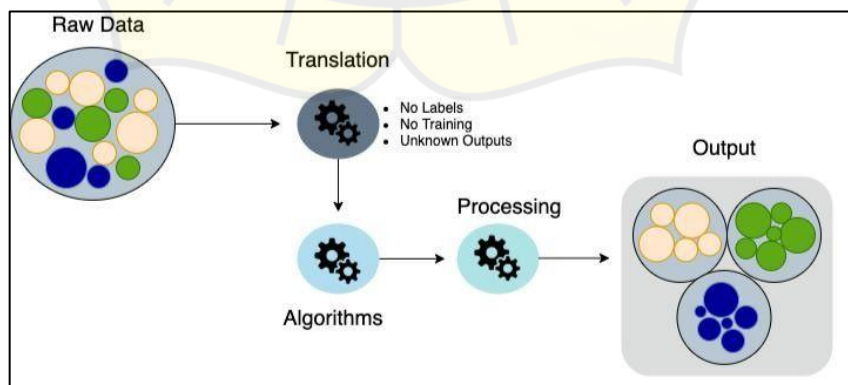 Raw Data
Translation
• No Labels
• No Training
• Unknown Outputs
Output
Processing
Algorithms